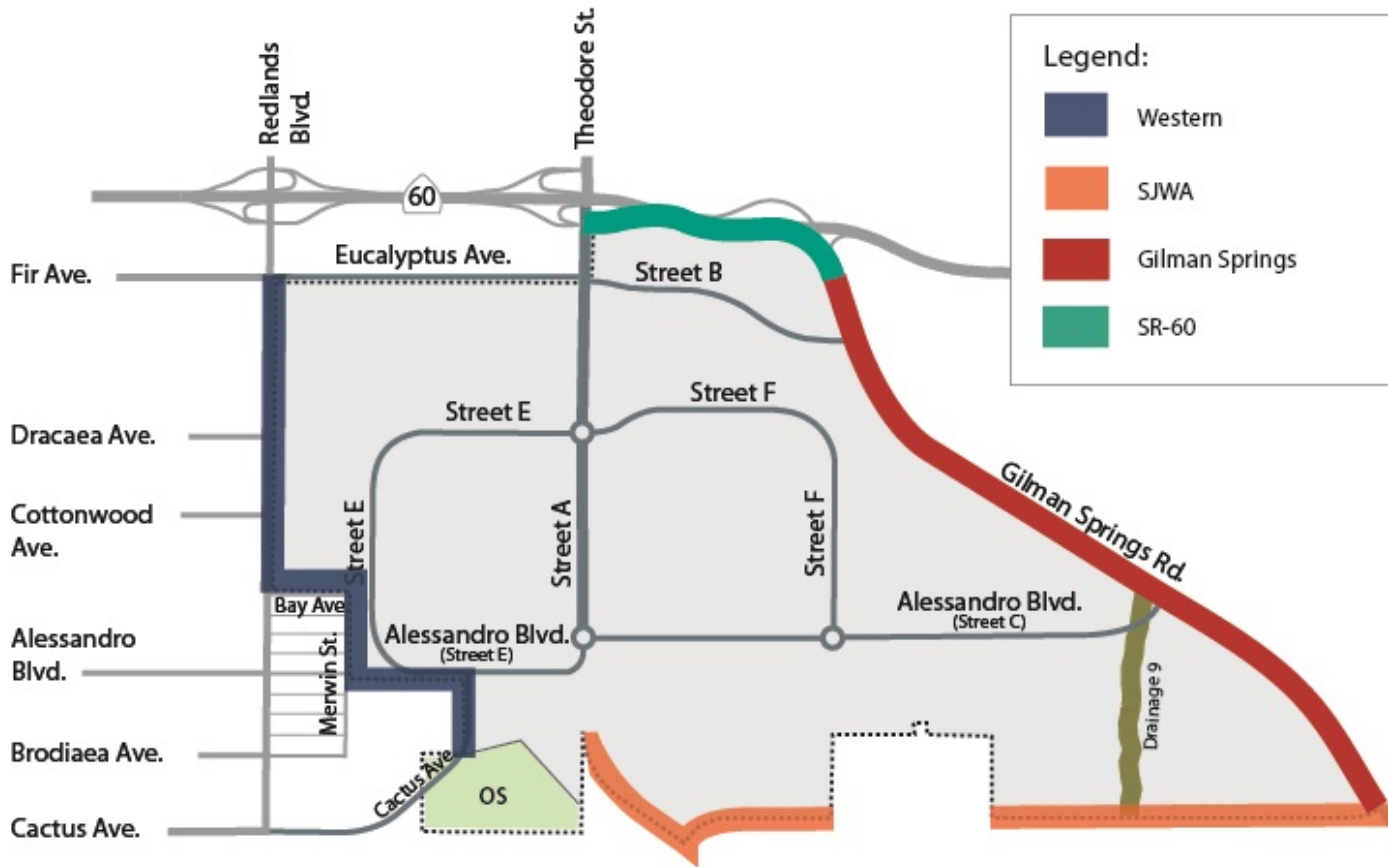 Redlands
Blvd.
Theodore St.
60
Legend:
Western
SJWA
Gilman Springs
SR-60
Fir Ave.
Eucalyptus Ave.
Street B
Street E
Street F
Dracaea Ave.
Cottonwood
Ave.
Street E
Street A
Street F
Gilman Springs Rd.
Bay Ave
Alessandro
Blvd.
Merwin St.
Alessandro Blvd.
(Street E)
Alessandro Blvd.
(Street C)
Drainage 9
Brodiaea Ave.
Cactus Ave
OS
Cactus Ave.